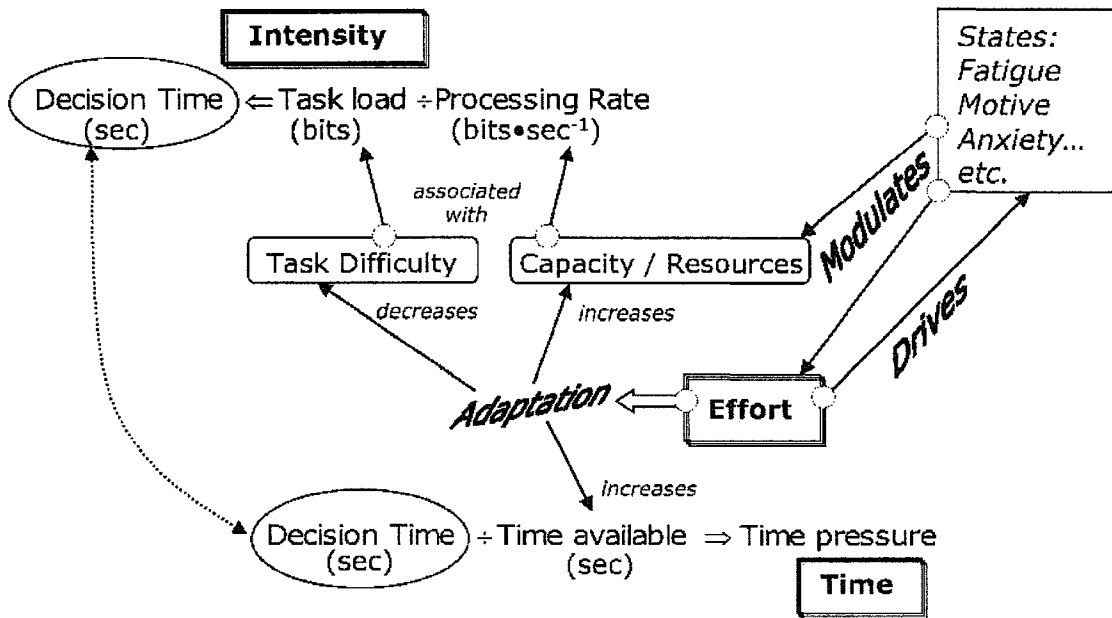 Intensity
States:
Fatigue
Motive
Anxiety...
etc.
Decision Time
(sec)
⇐ Task load ÷ Processing Rate
(bits)
(bits•sec⁻¹)
associated
with
Modulates
Task Difficulty
Capacity / Resources
decreases
increases
Drives
Adaptation
Effort
increases
Decision Time
(sec)
÷ Time available ⇒ Time pressure
(sec)
Time